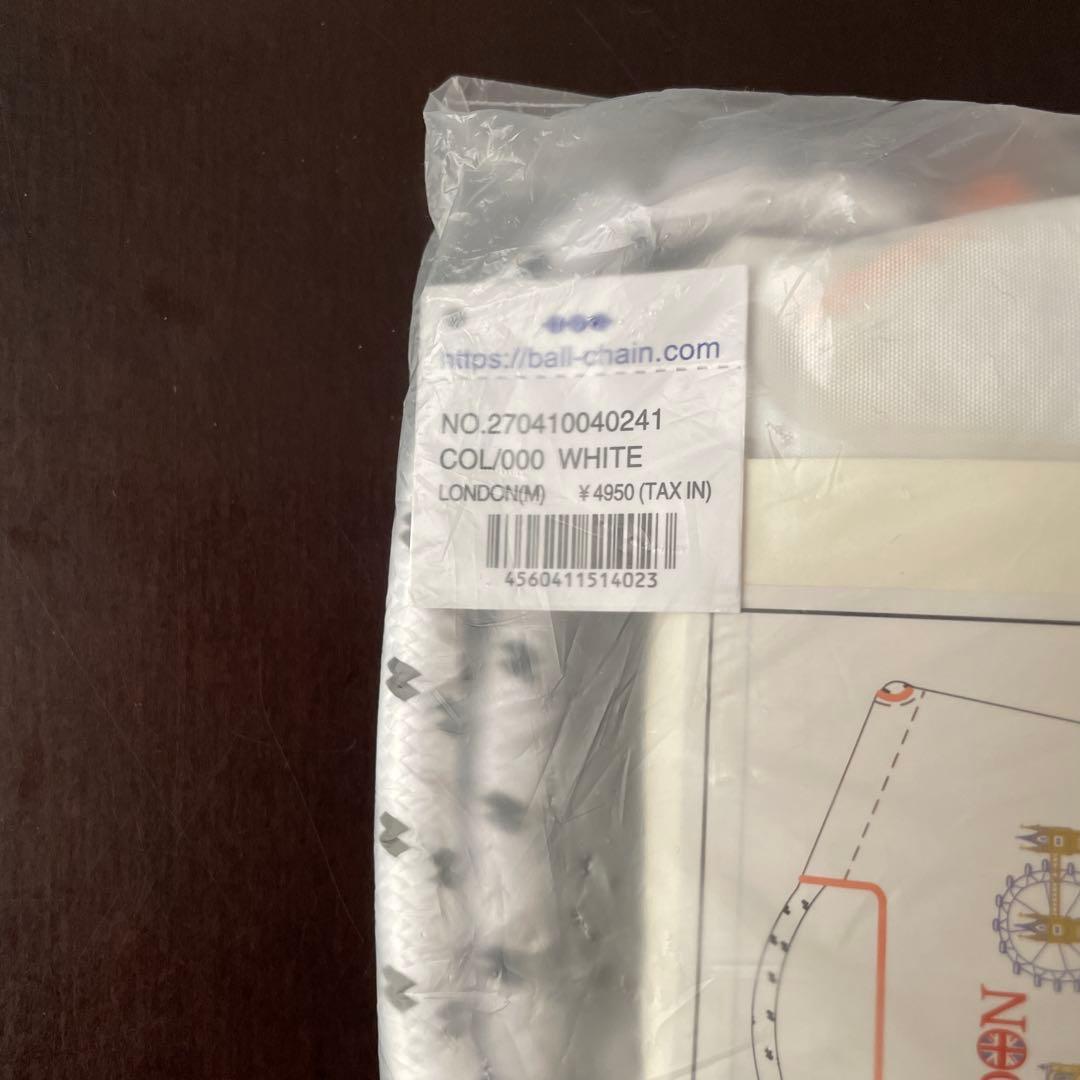 https://ball-chain.com
NO.270410040241
COL/000 WHITE
LONDON(M) ¥4950 (TAX IN)
4560411514023